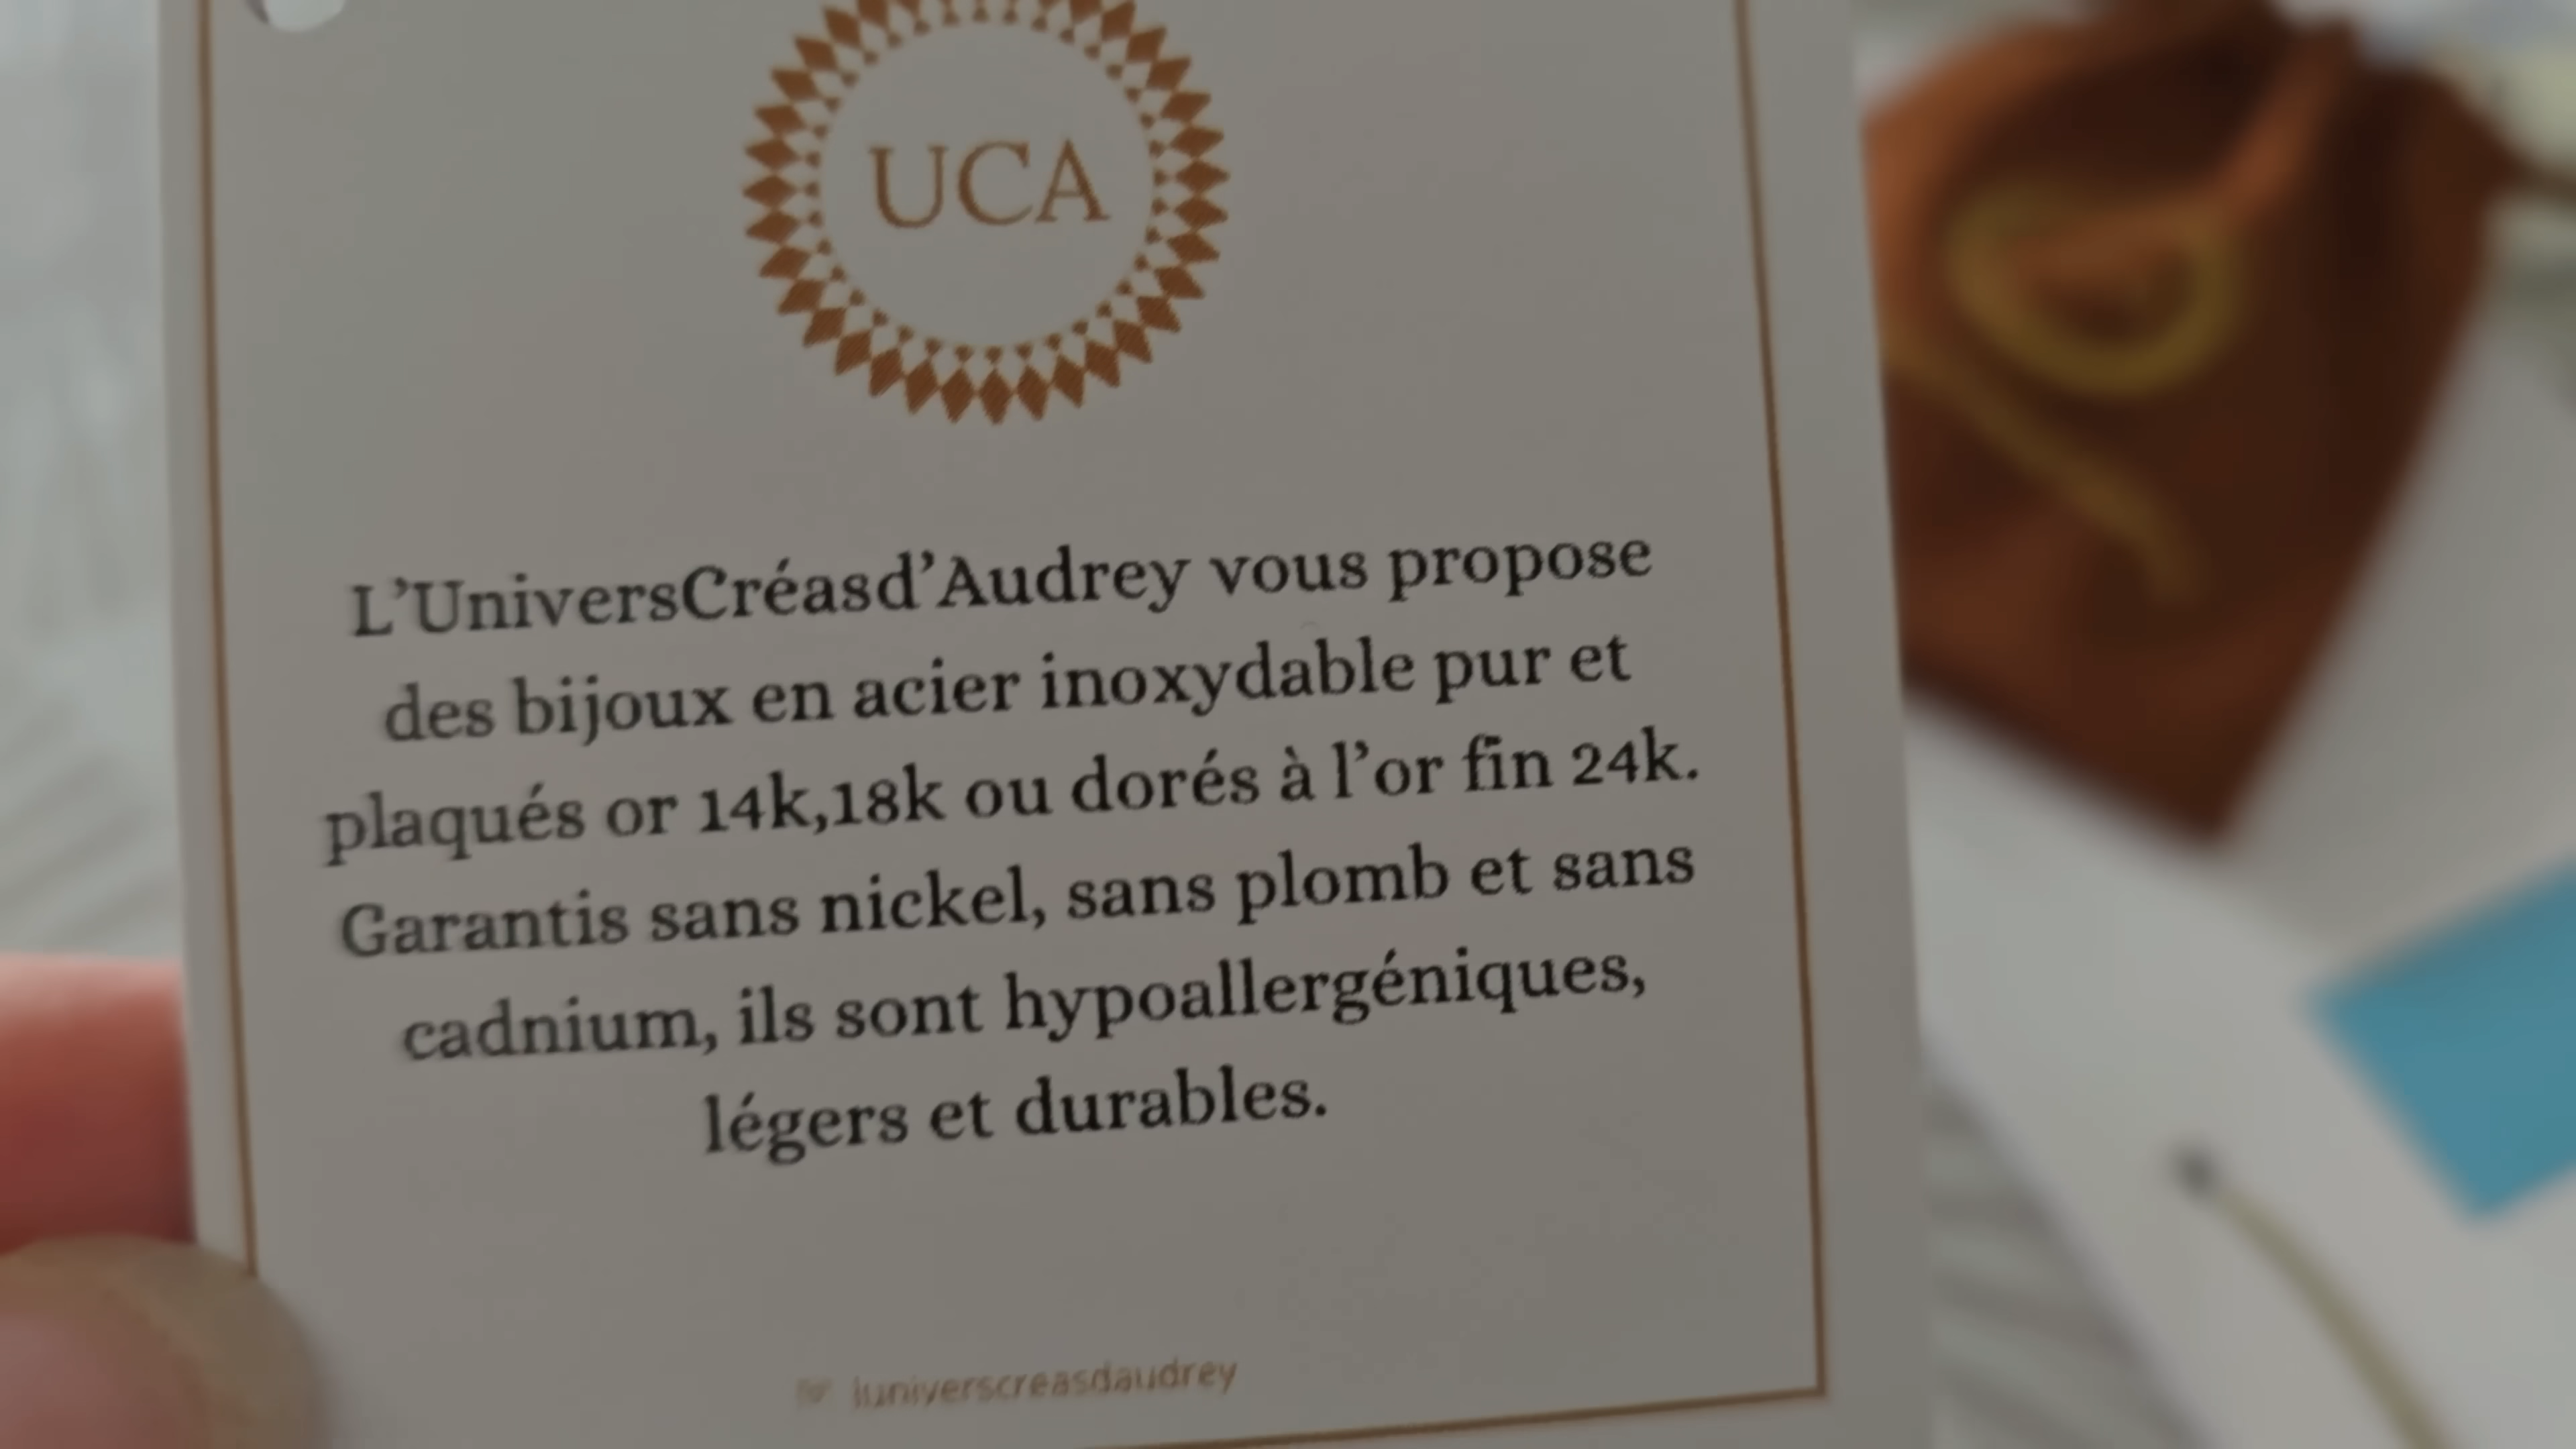 UCA
L’UniversCréasd’Audrey vous propose
des bijoux en acier inoxydable pur et
plaqués or 14k,18k ou dorés à l’or fin 24k.
Garantis sans nickel, sans plomb et sans
cadnium, ils sont hypoallergéniques,
légers et durables.
luniverscreasdaudrey